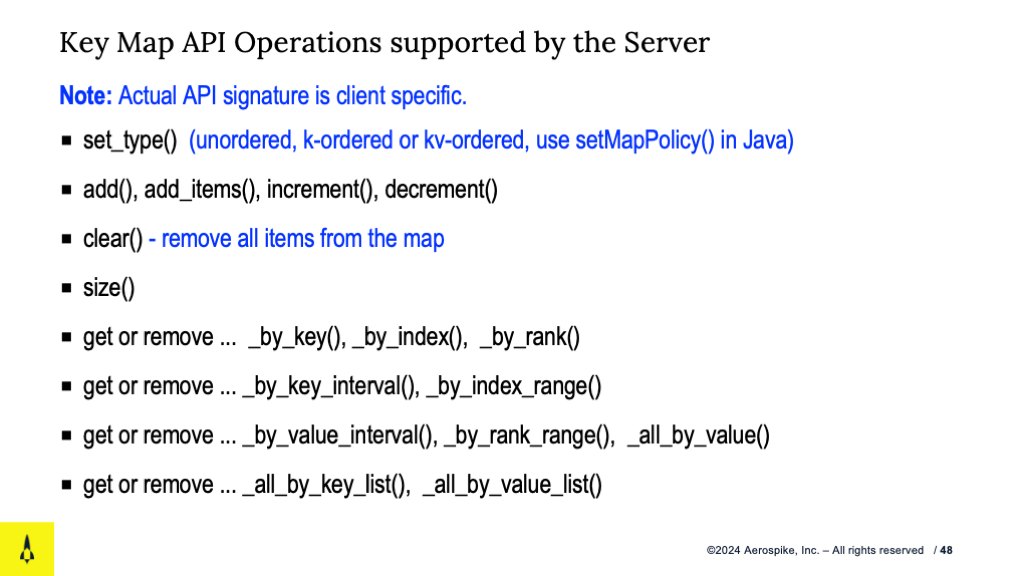 Key Map API Operations supported by the Server
Note: Actual API signature is client specific.
▪ set_type() (unordered, k-ordered or kv-ordered, use setMapPolicy() in Java)
▪ add(), add_items(), increment(), decrement()
▪ clear() - remove all items from the map
▪ size()
▪ get or remove ... _by_key(), _by_index(), _by_rank()
▪ get or remove ... _by_key_interval(), _by_index_range()
▪ get or remove ... _by_value_interval(), _by_rank_range(), _all_by_value()
▪ get or remove ... _all_by_key_list(), _all_by_value_list()
©2024 Aerospike, Inc. – All rights reserved / 48